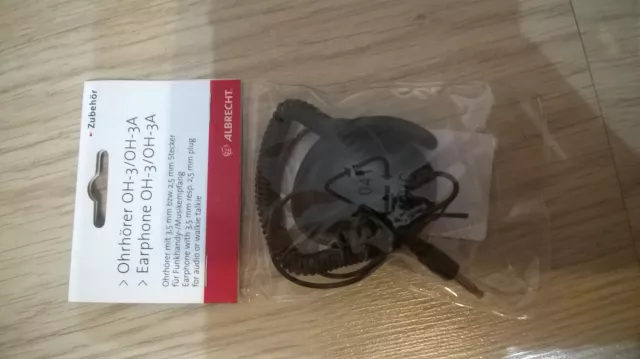 ▸ Zubehör
> Ohrhörer OH-3/OH-3A
> Earphone OH-3/OH-3A
Ohrhörer mit 3,5 mm bzw. 2,5 mm Stecker
für Funkhandy-/Musikempfang
Earphone with 3,5 mm resp. 2,5 mm plug
for audio or walkie talkie
ALBRECHT
04